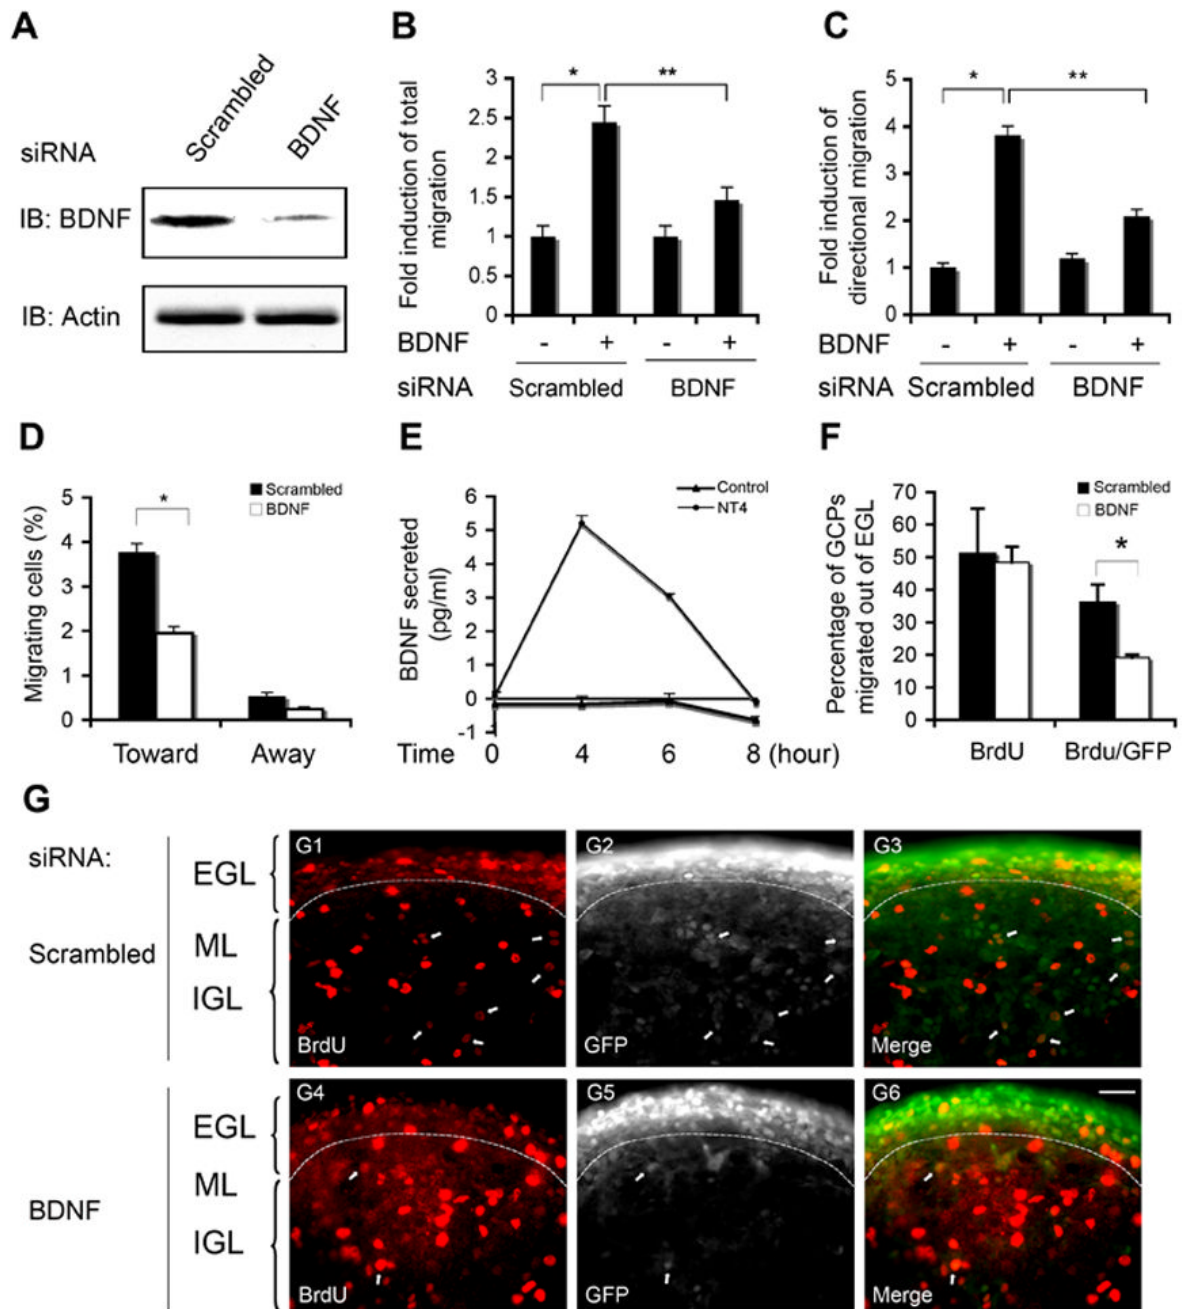 A
siRNA
Scrambled
BDNF
IB: BDNF
IB: Actin
B
Fold induction of total
migration
3
2.5
2
1.5
1
0.5
0
*
**
BDNF - + - +
siRNA Scrambled BDNF
C
Fold induction of
directional migration
5
4
3
2
1
0
*
**
BDNF - + - +
siRNA Scrambled BDNF
D
Migrating cells (%)
5
4
3
2
1
0
*
Scrambled
BDNF
Toward Away
E
BDNF secreted
(pg/ml)
6
5
4
3
2
1
0
-1
Control
NT4
Time 0 4 6 8 (hour)
F
Percentage of GCPs
migrated out of EGL
70
60
50
40
30
20
10
0
Scrambled
BDNF
*
BrdU Brdu/GFP
G
siRNA:
Scrambled
EGL
ML
IGL
G1
BrdU
G2
GFP
G3
Merge
BDNF
EGL
ML
IGL
G4
BrdU
G5
GFP
G6
Merge